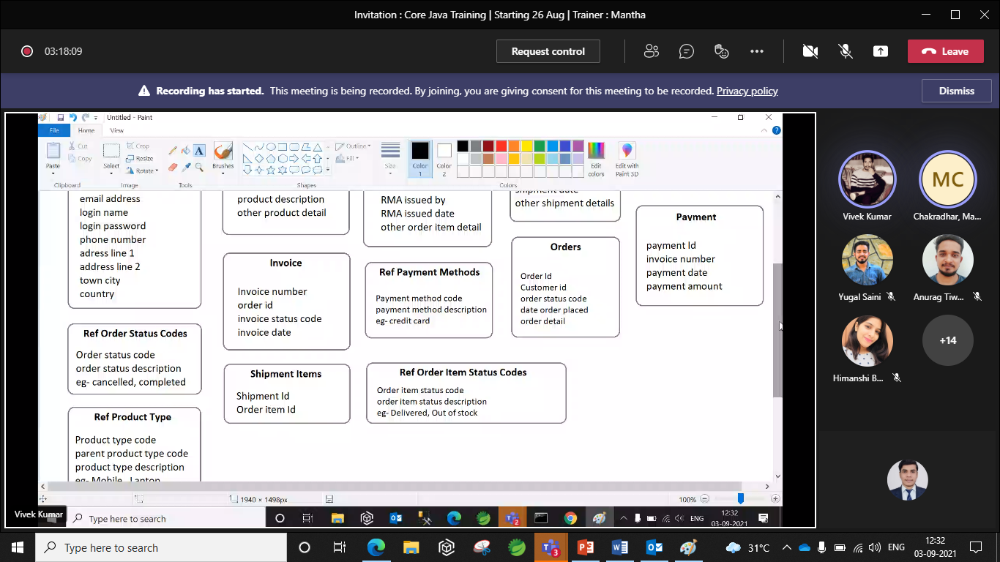 Invitation : Core Java Training | Starting 26 Aug | Trainer : Mantha
03:18:09
Request control
Leave
Recording has started. This meeting is being recorded. By joining, you are giving consent for this meeting to be recorded. Privacy policy
Dismiss
Untitled - Paint
File
Home
View
Paste
Cut
Copy
Clipboard
Select
Crop
Resize
Rotate
Image
A
Tools
Brushes
Shapes
Outline
Fill
Size
Color 1
Color 2
Colors
Edit colors
Edit with Paint 3D
email address
login name
login password
phone number
adress line 1
address line 2
town city
country
product description
other product detail
RMA issued by
RMA issued date
other order item detail
shipment date
other shipment details
Payment
payment Id
invoice number
payment date
payment amount
Invoice
Invoice number
order id
invoice status code
invoice date
Ref Payment Methods
Payment method code
payment method description
eg- credit card
Orders
Order Id
Customer id
order status code
date order placed
order detail
Ref Order Status Codes
Order status code
order status description
eg- cancelled, completed
Shipment Items
Shipment Id
Order item Id
Ref Order Item Status Codes
Order item status code
order item status description
eg- Delivered, Out of stock
Ref Product Type
Product type code
parent product type code
product type description
eg- Mobile , Laptop
1940 × 1498px
100%
Vivek Kumar
Type here to search
2
ENG
12:32
03-09-2021
MC
Vivek Kumar
Chakradhar, Ma...
Yugal Saini
Anurag Tiw...
Himanshi B...
+14
Type here to search
3
31°C
ENG
12:32
03-09-2021